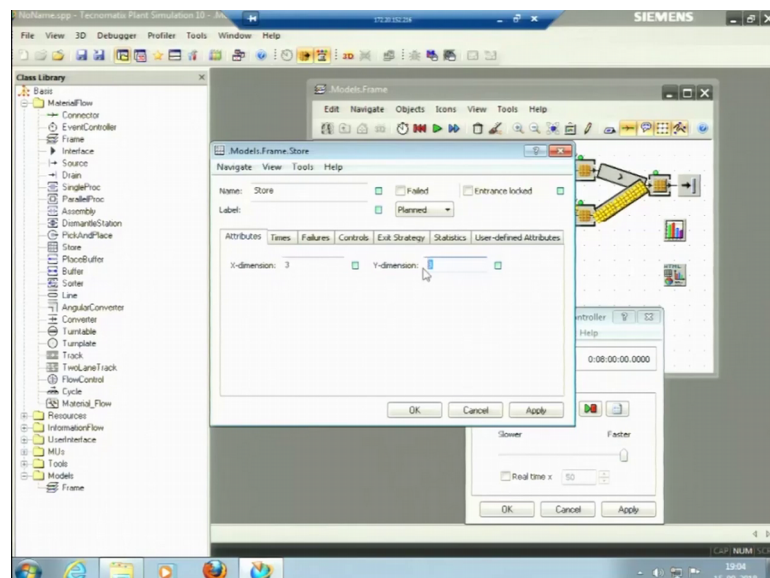 NoName.spp - Tecnomatix Plant Simulation 10 -
172.20.152.216
SIEMENS
File View 3D Debugger Profiler Tools Window Help
Class Library
Basis
MaterialFlow
Connector
EventController
Frame
Interface
Source
Drain
SingleProc
ParallelProc
Assembly
DismantleStation
PickAndPlace
Store
PlaceBuffer
Buffer
Sorter
Line
AngularConverter
Converter
Turntable
Turnplate
Track
TwoLaneTrack
FlowControl
Cycle
Material_Flow
Resources
InformationFlow
UserInterface
MUs
Tools
Models
Frame
.Models.Frame
Edit Navigate Objects Icons View Tools Help
.Models.Frame.Store
Navigate View Tools Help
Name: Store
Failed
Entrance locked
Label:
Planned
Attributes Times Failures Controls Exit Strategy Statistics User-defined Attributes
X-dimension: 3
Y-dimension:
OK Cancel Apply
ntroller
Help
0:08:00:00.0000
Slower Faster
Real time x 50
OK Cancel Apply
CAP NUM
19:04